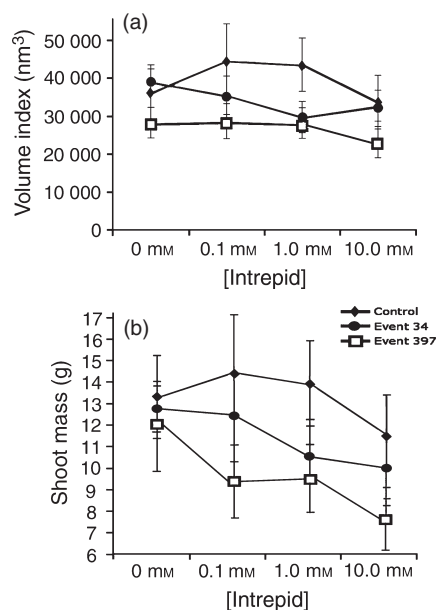 (a)
Volume index (nm³)
50 000
40 000
30 000
20 000
10 000
0
0 mM 0.1 mM 1.0 mM 10.0 mM
[Intrepid]
(b)
Control
Event 34
Event 397
Shoot mass (g)
17
16
15
14
13
12
11
10
9
8
7
6
0 mM 0.1 mM 1.0 mM 10.0 mM
[Intrepid]